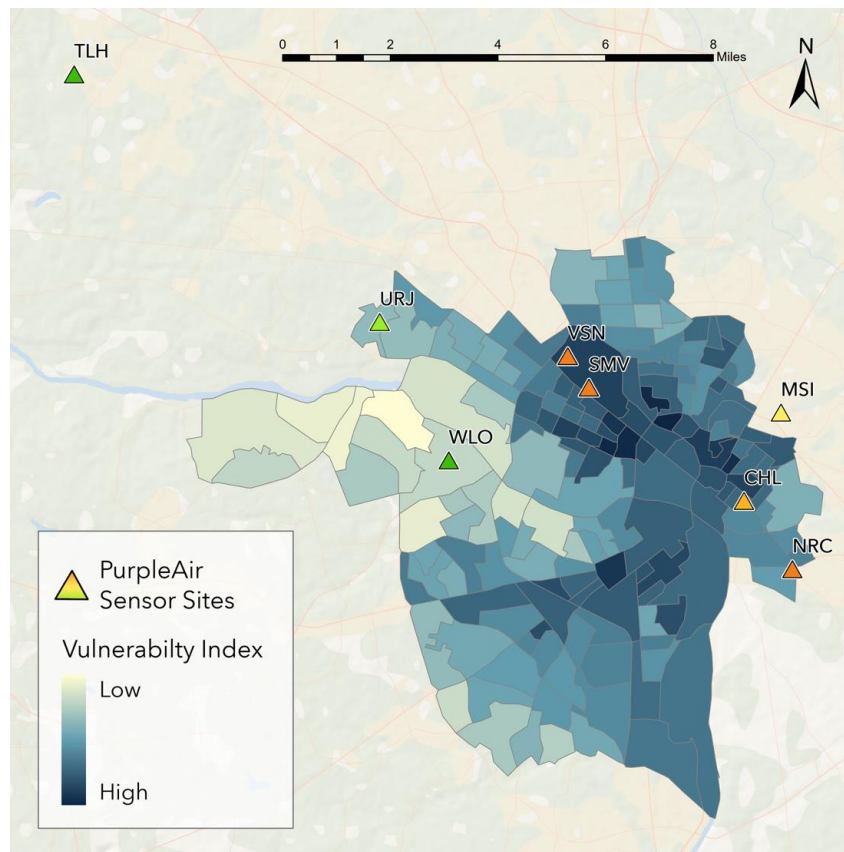 TLH
0 1 2 4 6 8
Miles
N
URJ
VSN
SMV
MSI
WLO
CHL
NRC
PurpleAir
Sensor Sites
Vulnerabilty Index
Low
High